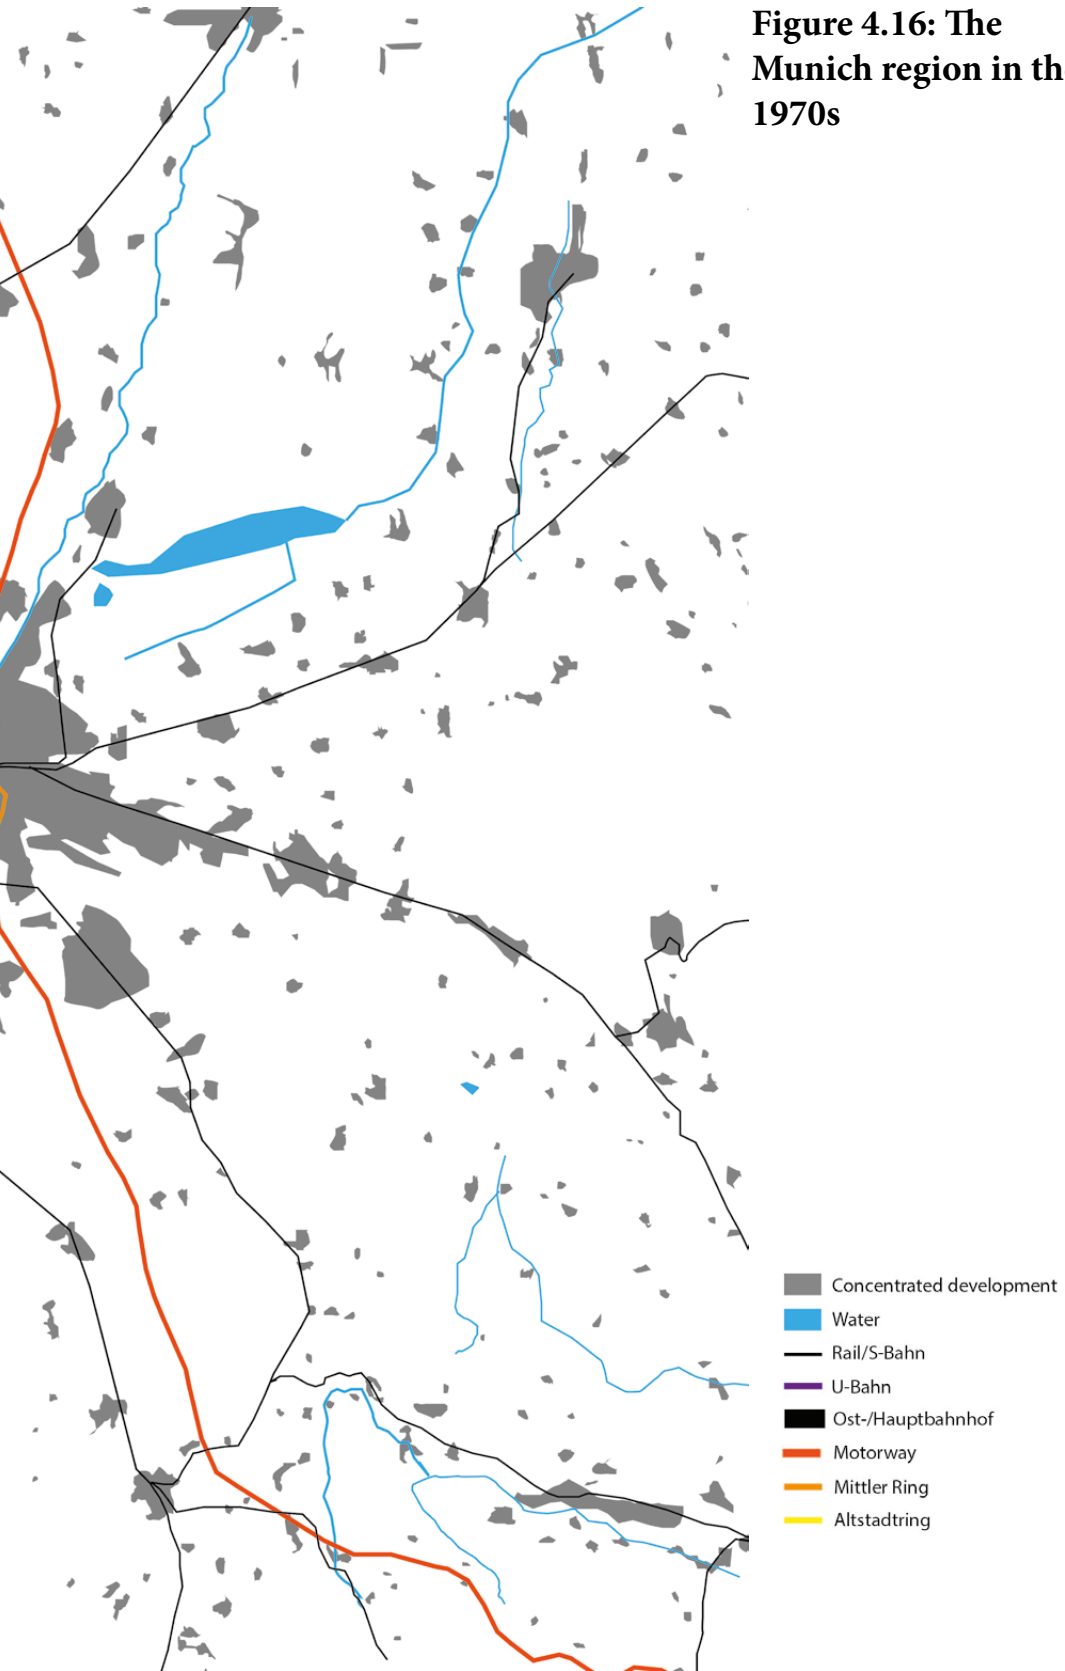 Figure 4.16: The
Munich region in th
1970s
Concentrated development
Water
Rail/S-Bahn
U-Bahn
Ost-/Hauptbahnhof
Motorway
Mittler Ring
Altstadtring